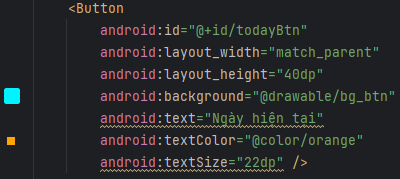 <Button
android:id="@+id/todayBtn"
android:layout_width="match_parent"
android:layout_height="40dp"
android:background="@drawable/bg_btn"
android:text="Ngày hiện tại"
android:textColor="@color/orange"
android:textSize="22dp" />